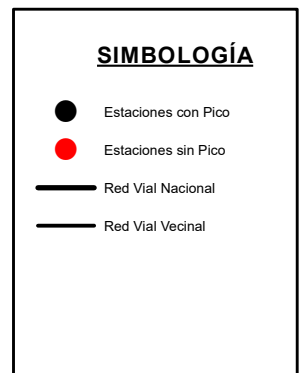 SIMBOLOGÍA
Estaciones con Pico
Estaciones sin Pico
Red Vial Nacional
Red Vial Vecinal